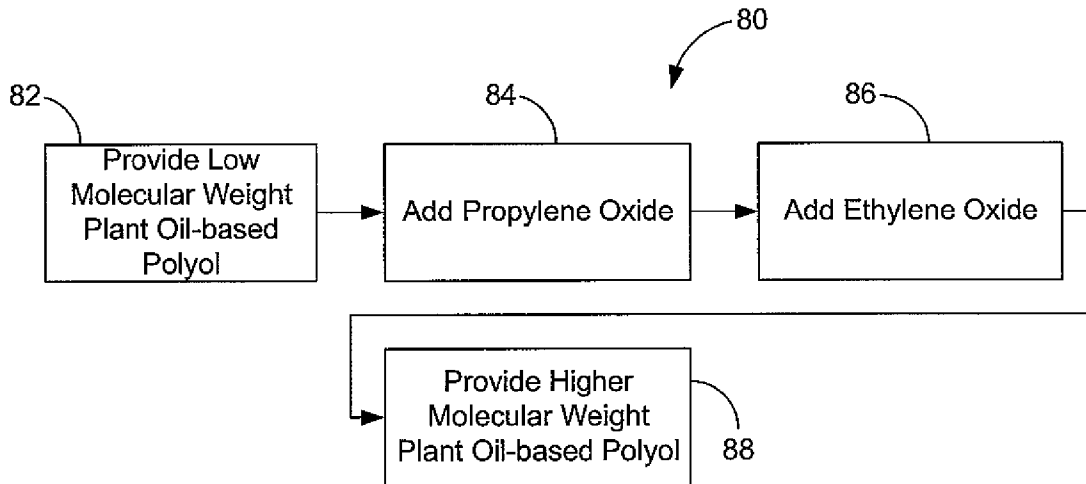 80
82
84
86
Provide Low
Molecular Weight
Plant Oil-based
Polyol
Add Propylene Oxide
Add Ethylene Oxide
Provide Higher
Molecular Weight
Plant Oil-based Polyol
88